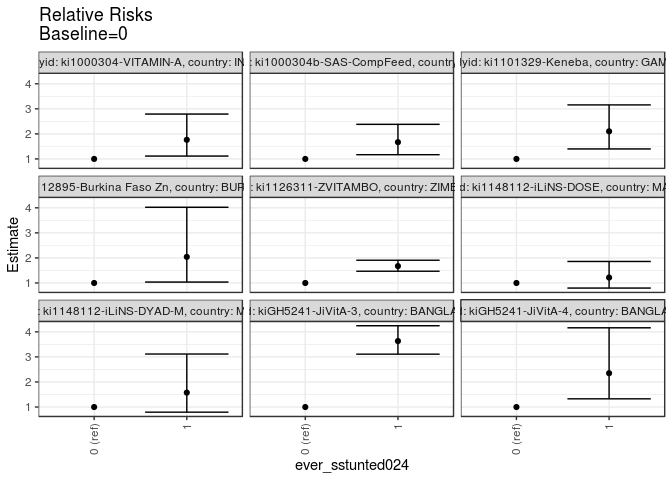 Relative Risks
Baseline=0
yid: ki1000304-VITAMIN-A, country: IN
: ki1000304b-SAS-CompFeed, country
lyid: ki1101329-Keneba, country: GAM
4
3
2
1
12895-Burkina Faso Zn, country: BUR
: ki1126311-ZVITAMBO, country: ZIMB
d: ki1148112-iLiNS-DOSE, country: MA
4
3
2
1
: ki1148112-iLiNS-DYAD-M, country: M
d: kiGH5241-JiVitA-3, country: BANGLA
d: kiGH5241-JiVitA-4, country: BANGLA
4
3
2
1
Estimate
0 (ref)
1
0 (ref)
1
0 (ref)
1
ever_sstunted024